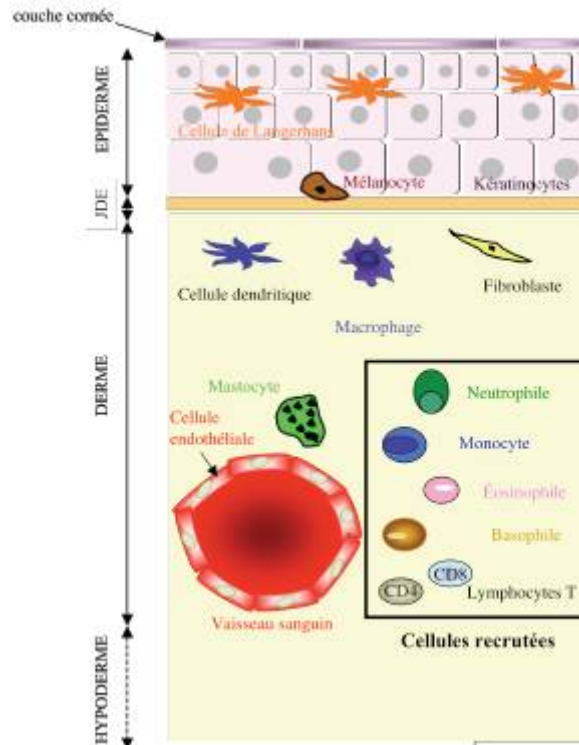 couche cornée
EPIDERME
Cellule de Langerhans
Mélanocyte
Kératinocytes
JDE
Cellule dendritique
Fibroblaste
Macrophage
DERME
Mastocyte
Cellule
endothéliale
Neutrophile
Monocyte
Éosinophile
Basophile
CD8
CD4
Lymphocytes T
Vaisseau sanguin
Cellules recrutées
HYPODERME